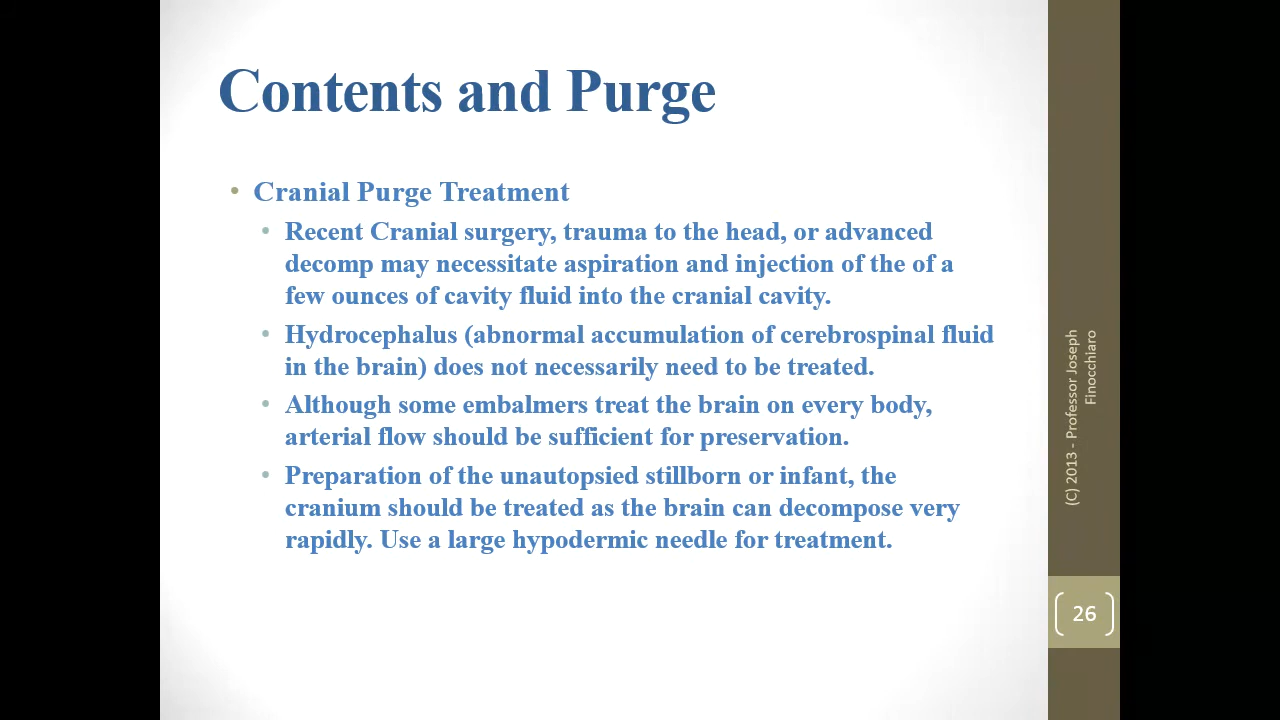 Contents and Purge
• Cranial Purge Treatment
• Recent Cranial surgery, trauma to the head, or advanced
decomp may necessitate aspiration and injection of the of a
few ounces of cavity fluid into the cranial cavity.
• Hydrocephalus (abnormal accumulation of cerebrospinal fluid
in the brain) does not necessarily need to be treated.
• Although some embalmers treat the brain on every body,
arterial flow should be sufficient for preservation.
• Preparation of the unautopsied stillborn or infant, the
cranium should be treated as the brain can decompose very
rapidly. Use a large hypodermic needle for treatment.
(C) 2013 - Professor Joseph
Finocchiaro
26